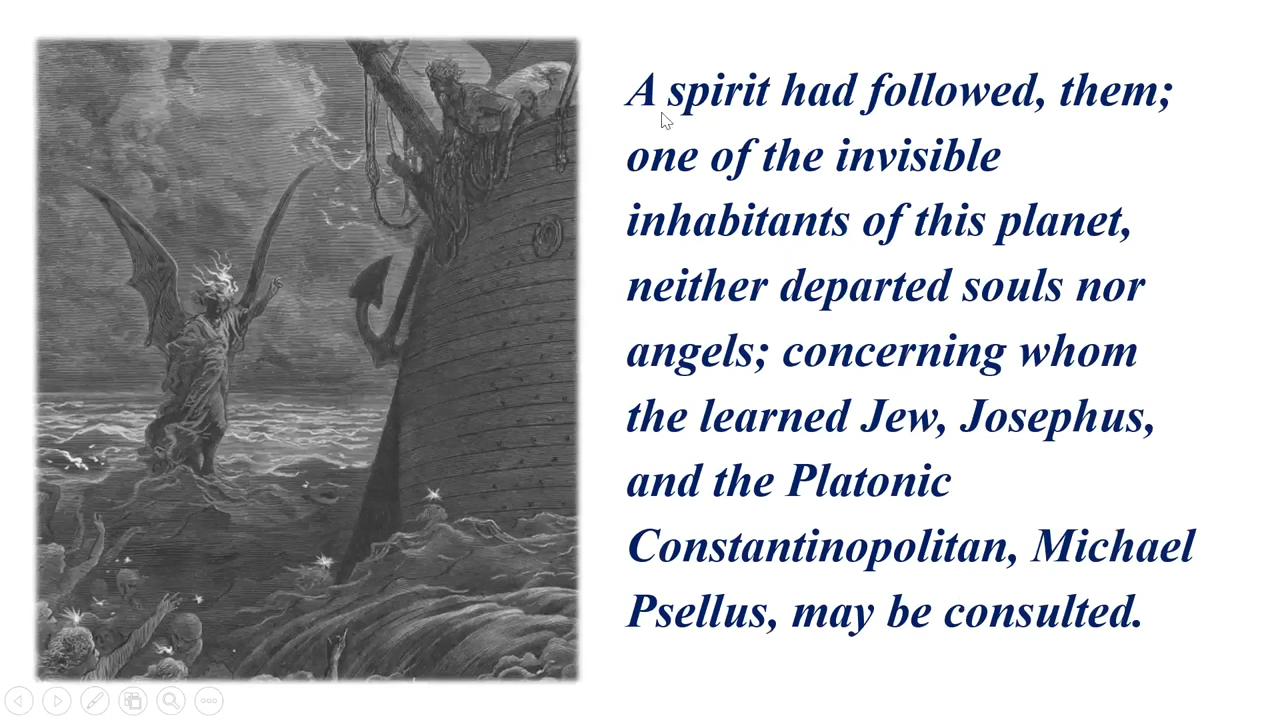 A spirit had followed, them;
one of the invisible
inhabitants of this planet,
neither departed souls nor
angels; concerning whom
the learned Jew, Josephus,
and the Platonic
Constantinopolitan, Michael
Psellus, may be consulted.